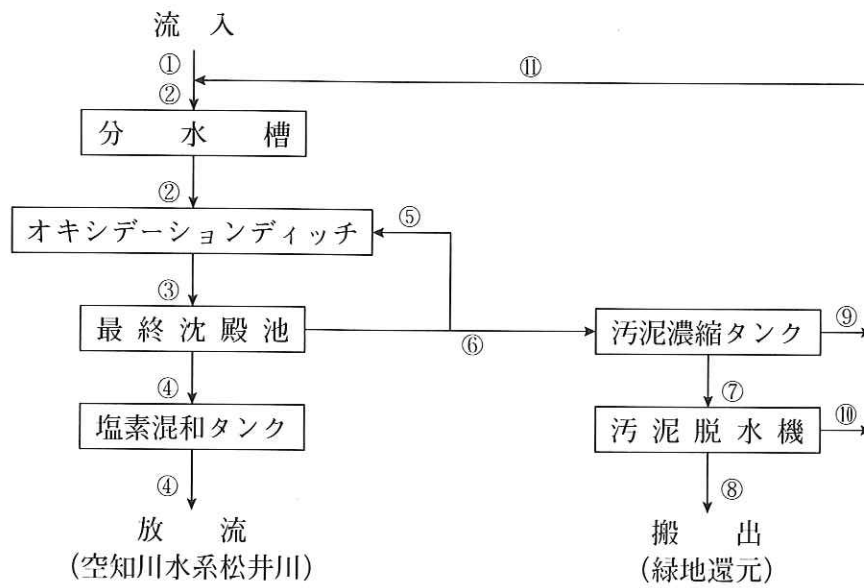 流 入
①
⑪
②
分 水 槽
②
⑤
オキシデーションディッチ
③
最 終 沈 殿 池
⑥
汚泥濃縮タンク
⑨
④
⑦
塩素混和タンク
汚 泥 脱 水 機
⑩
④
⑧
放 流
搬 出
(空知川水系松井川)
(緑地還元)